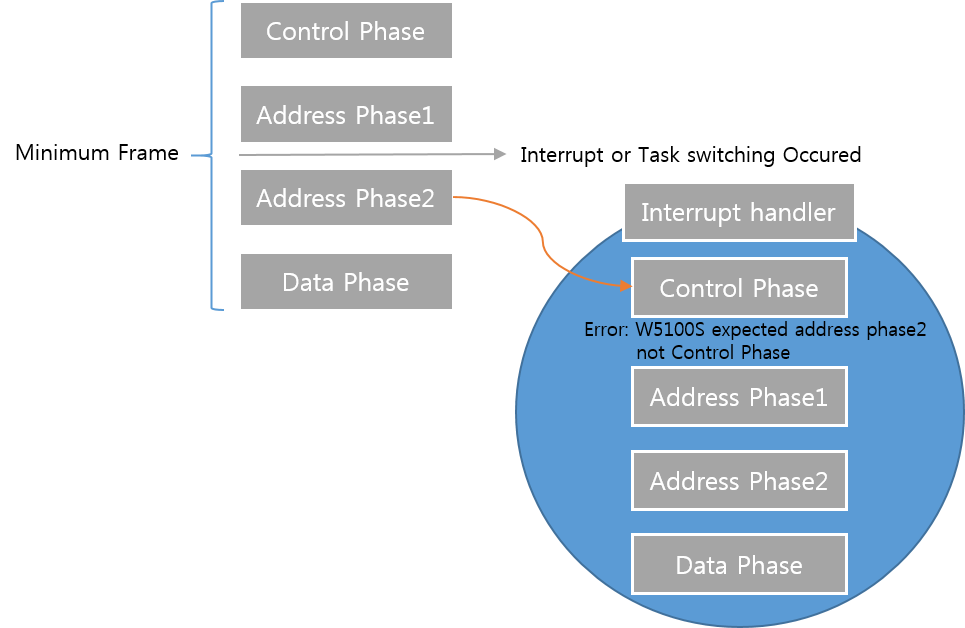 Control Phase
Address Phase1
Minimum Frame
Interrupt or Task switching Occured
Address Phase2
Data Phase
Interrupt handler
Control Phase
Error: W5100S expected address phase2
not Control Phase
Address Phase1
Address Phase2
Data Phase